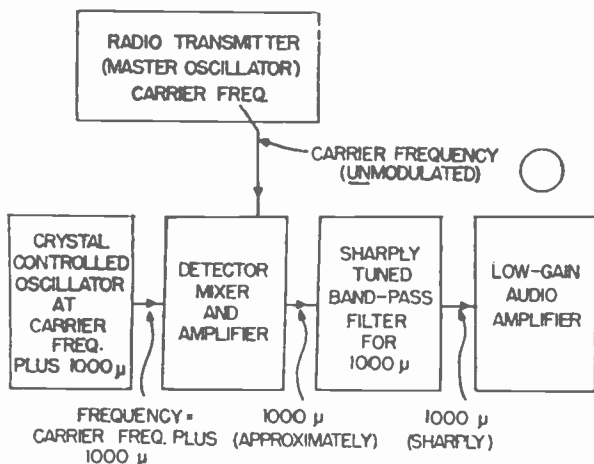 RADIO TRANSMITTER
(MASTER OSCILLATOR)
CARRIER FREQ.
CARRIER FREQUENCY
(UNMODULATED)
CRYSTAL
CONTROLLED
OSCILLATOR
AT
CARRIER
FREQ.
PLUS 1000 µ
DETECTOR
MIXER
AND
AMPLIFIER
SHARPLY
TUNED
BAND-PASS
FILTER
FOR
1000 µ
LOW-GAIN
AUDIO
AMPLIFIER
FREQUENCY =
CARRIER FREQ. PLUS
1000 µ
1000 µ
(APPROXIMATELY)
1000 µ
(SHARPLY)